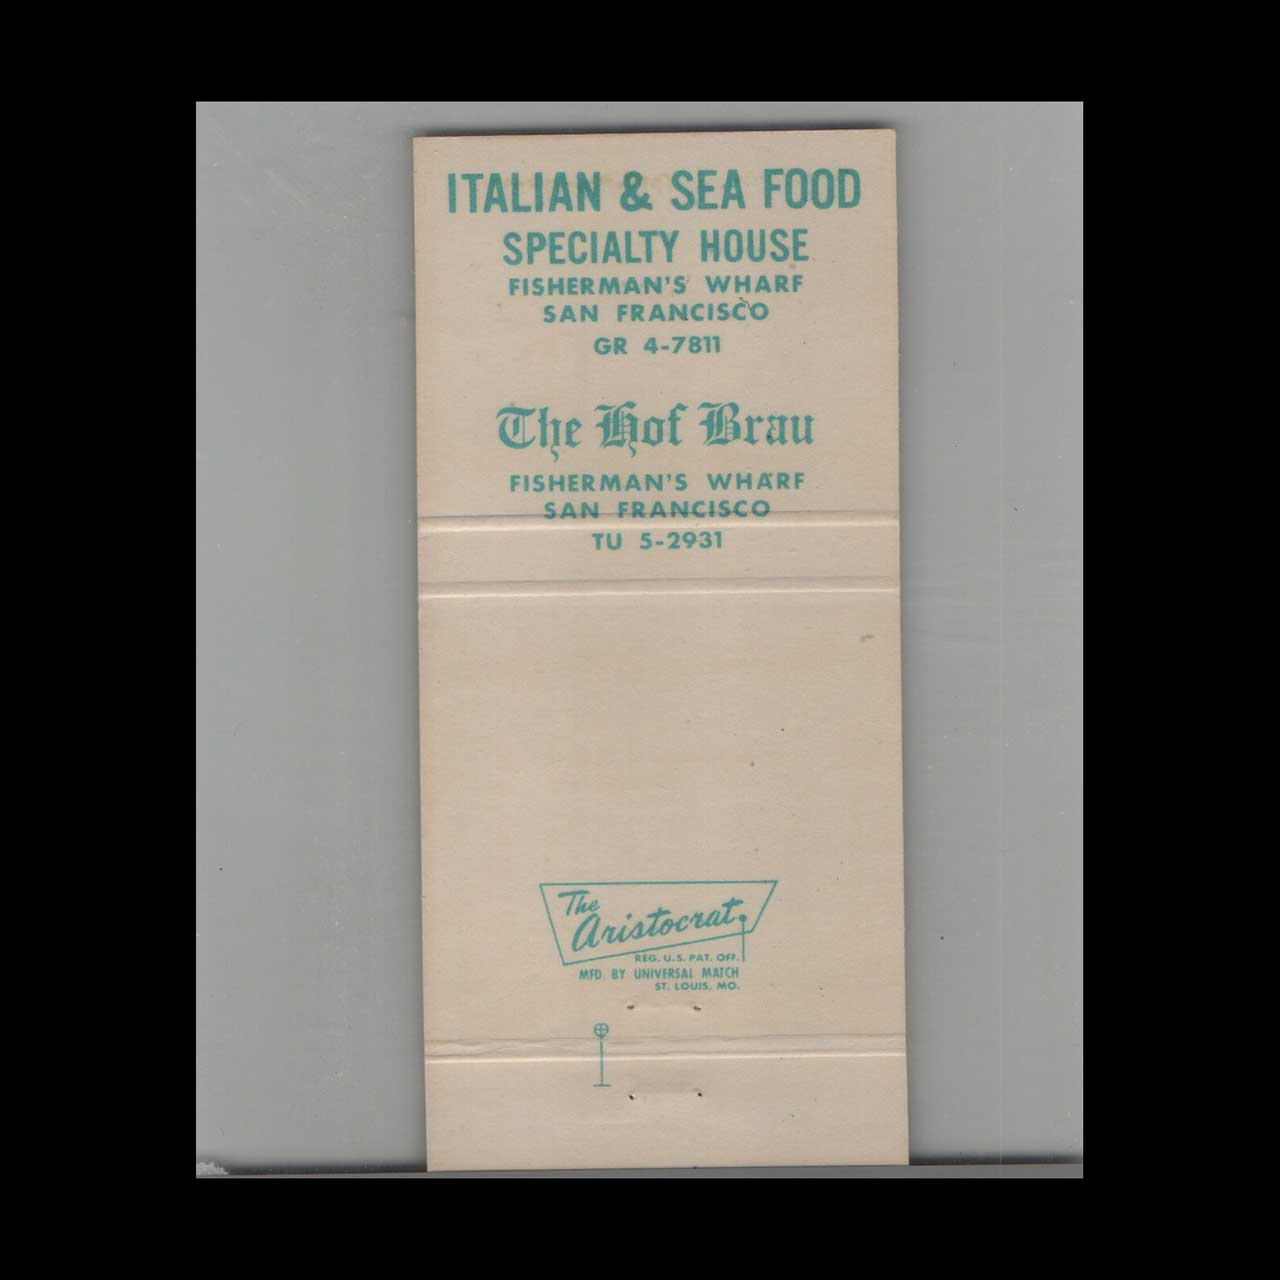 ITALIAN & SEA FOOD
SPECIALTY HOUSE
FISHERMAN'S WHARF
SAN FRANCISCO
GR 4-7811
The Hof Brau
FISHERMAN'S WHARF
SAN FRANCISCO
TU 5-2931
The
Aristocrat
REG. U.S. PAT. OFF.
MFD. BY UNIVERSAL MATCH
ST. LOUIS, MO.